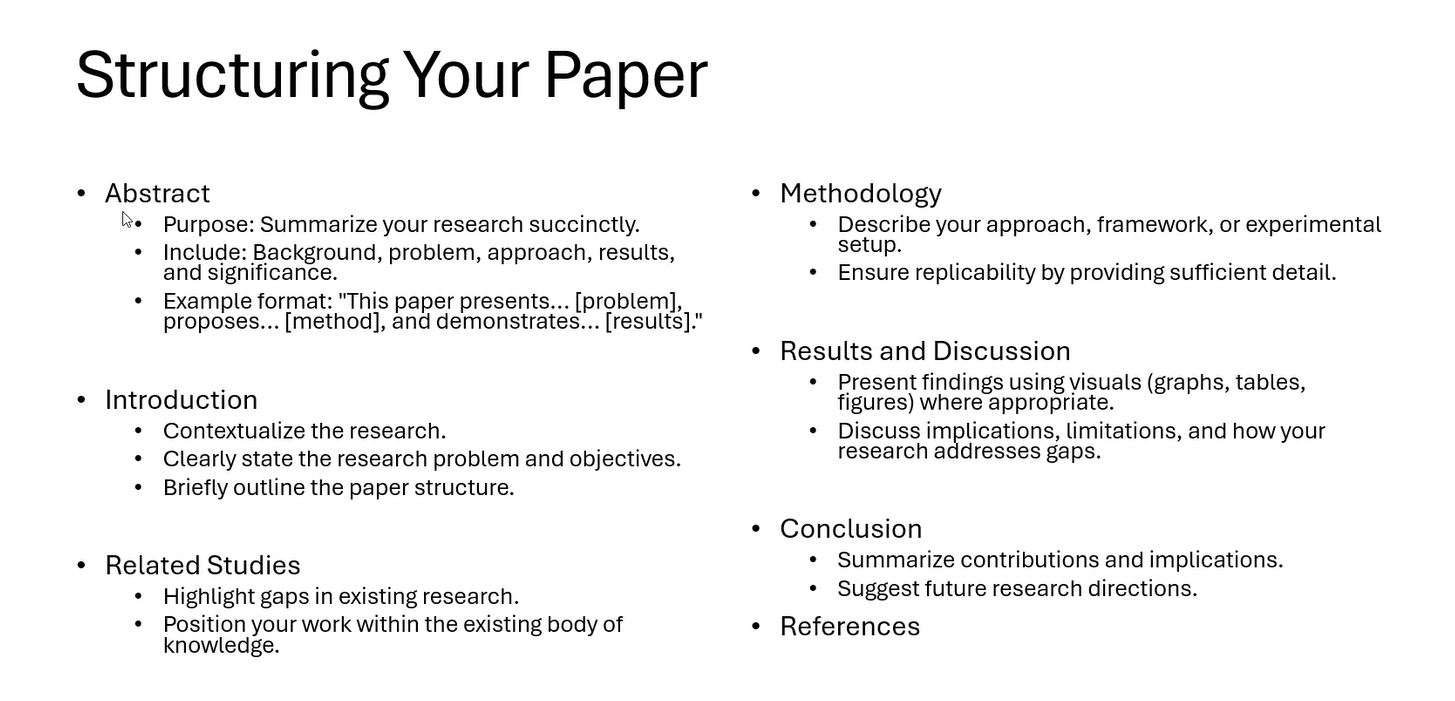 Structuring Your Paper
• Abstract
• Purpose: Summarize your research succinctly.
• Include: Background, problem, approach, results,
and significance.
• Example format: "This paper presents... [problem],
proposes... [method], and demonstrates... [results]."
• Introduction
• Contextualize the research.
• Clearly state the research problem and objectives.
• Briefly outline the paper structure.
• Related Studies
• Highlight gaps in existing research.
• Position your work within the existing body of
knowledge.
• Methodology
• Describe your approach, framework, or experimental
setup.
• Ensure replicability by providing sufficient detail.
• Results and Discussion
• Present findings using visuals (graphs, tables,
figures) where appropriate.
• Discuss implications, limitations, and how your
research addresses gaps.
• Conclusion
• Summarize contributions and implications.
• Suggest future research directions.
• References